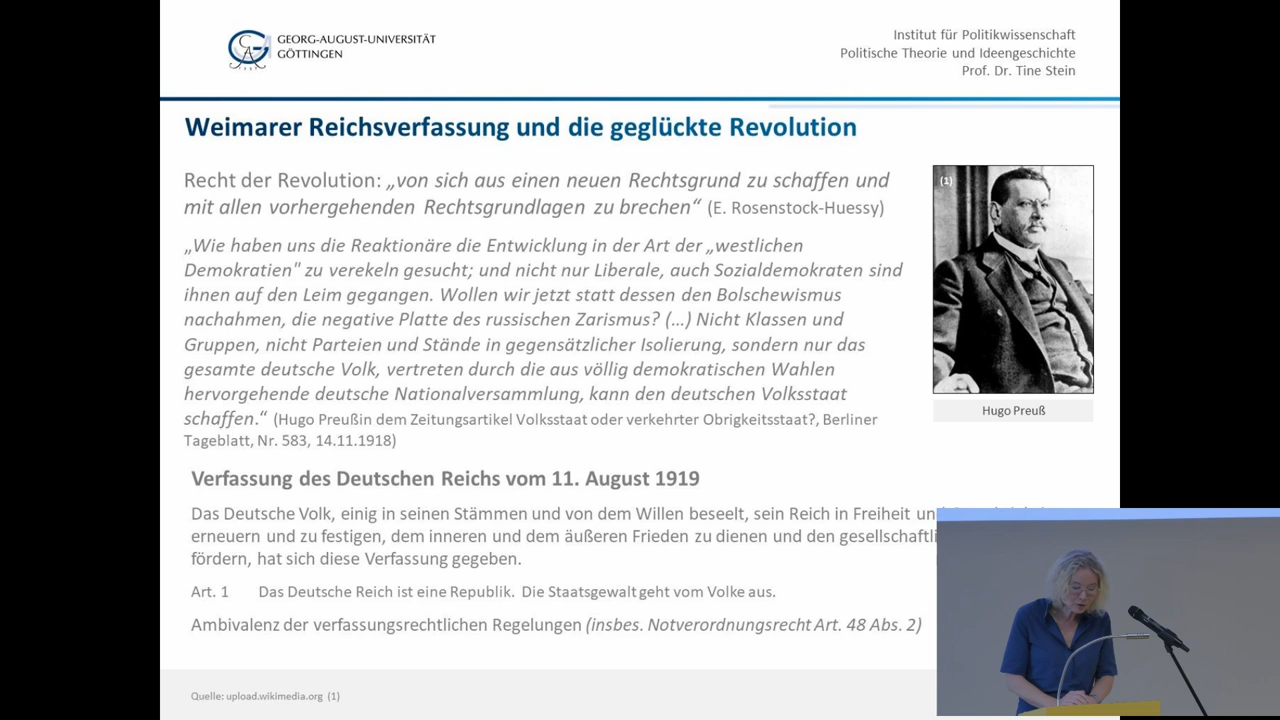 GEORG-AUGUST-UNIVERSITÄT
GÖTTINGEN
Institut für Politikwissenschaft
Politische Theorie und Ideengeschichte
Prof. Dr. Tine Stein
Weimarer Reichsverfassung und die geglückte Revolution
Recht der Revolution: „von sich aus einen neuen Rechtsgrund zu schaffen und
mit allen vorhergehenden Rechtsgrundlagen zu brechen“ (E. Rosenstock-Huessy)
„Wie haben uns die Reaktionäre die Entwicklung in der Art der „westlichen
Demokratien" zu verekeln gesucht; und nicht nur Liberale, auch Sozialdemokraten sind
ihnen auf den Leim gegangen. Wollen wir jetzt statt dessen den Bolschewismus
nachahmen, die negative Platte des russischen Zarismus? (…) Nicht Klassen und
Gruppen, nicht Parteien und Stände in gegensätzlicher Isolierung, sondern nur das
gesamte deutsche Volk, vertreten durch die aus völlig demokratischen Wahlen
hervorgehende deutsche Nationalversammlung, kann den deutschen Volksstaat
schaffen.“ (Hugo Preußin dem Zeitungsartikel Volksstaat oder verkehrter Obrigkeitsstaat?, Berliner
Tageblatt, Nr. 583, 14.11.1918)
(1)
Hugo Preuß
Verfassung des Deutschen Reichs vom 11. August 1919
Das Deutsche Volk, einig in seinen Stämmen und von dem Willen beseelt, sein Reich in Freiheit
erneuern und zu festigen, dem inneren und dem äußeren Frieden zu dienen und den
fördern, hat sich diese Verfassung gegeben.
Art. 1 Das Deutsche Reich ist eine Republik. Die Staatsgewalt geht vom Volke aus.
Ambivalenz der verfassungsrechtlichen Regelungen (insbes. Notverordnungsrecht Art. 48 Abs. 2)
Quelle: upload.wikimedia.org (1)